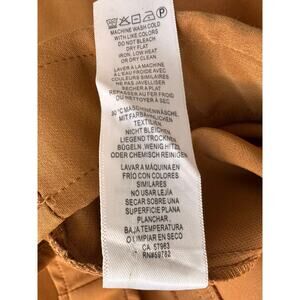 P
MACHINE WASH COLD
WITH LIKE COLORS
DO NOT BLEACH
DRY FLAT
IRON, LOW HEAT
OR DRY CLEAN
LAVER À LA MACHINE
À L'EAU FROIDE AVEC
COULEURS SIMILAIRES
NE PAS JAVELLISER
SÉCHER À PLAT
REPASSER AU FER FROID
OU NETTOYER À SEC
30°C MASCHINENWÄSCHE,
MIT FARBÄHNLICHEN
TEXTILIEN
NICHT BLEICHEN
LIEGEND TROCKNEN
BÜGELN, WENIG HITZE
ODER CHEMISCH REINIGEN
LAVAR A MÁQUINA EN
FRÍO CON COLORES
SIMILARES
NO USAR LEJÍA
SECAR SOBRE UNA
SUPERFICIE PLANA
PLANCHAR,
BAJA TEMPERATURA
O LIMPIAR EN SECO
CA 57963
RN#59782